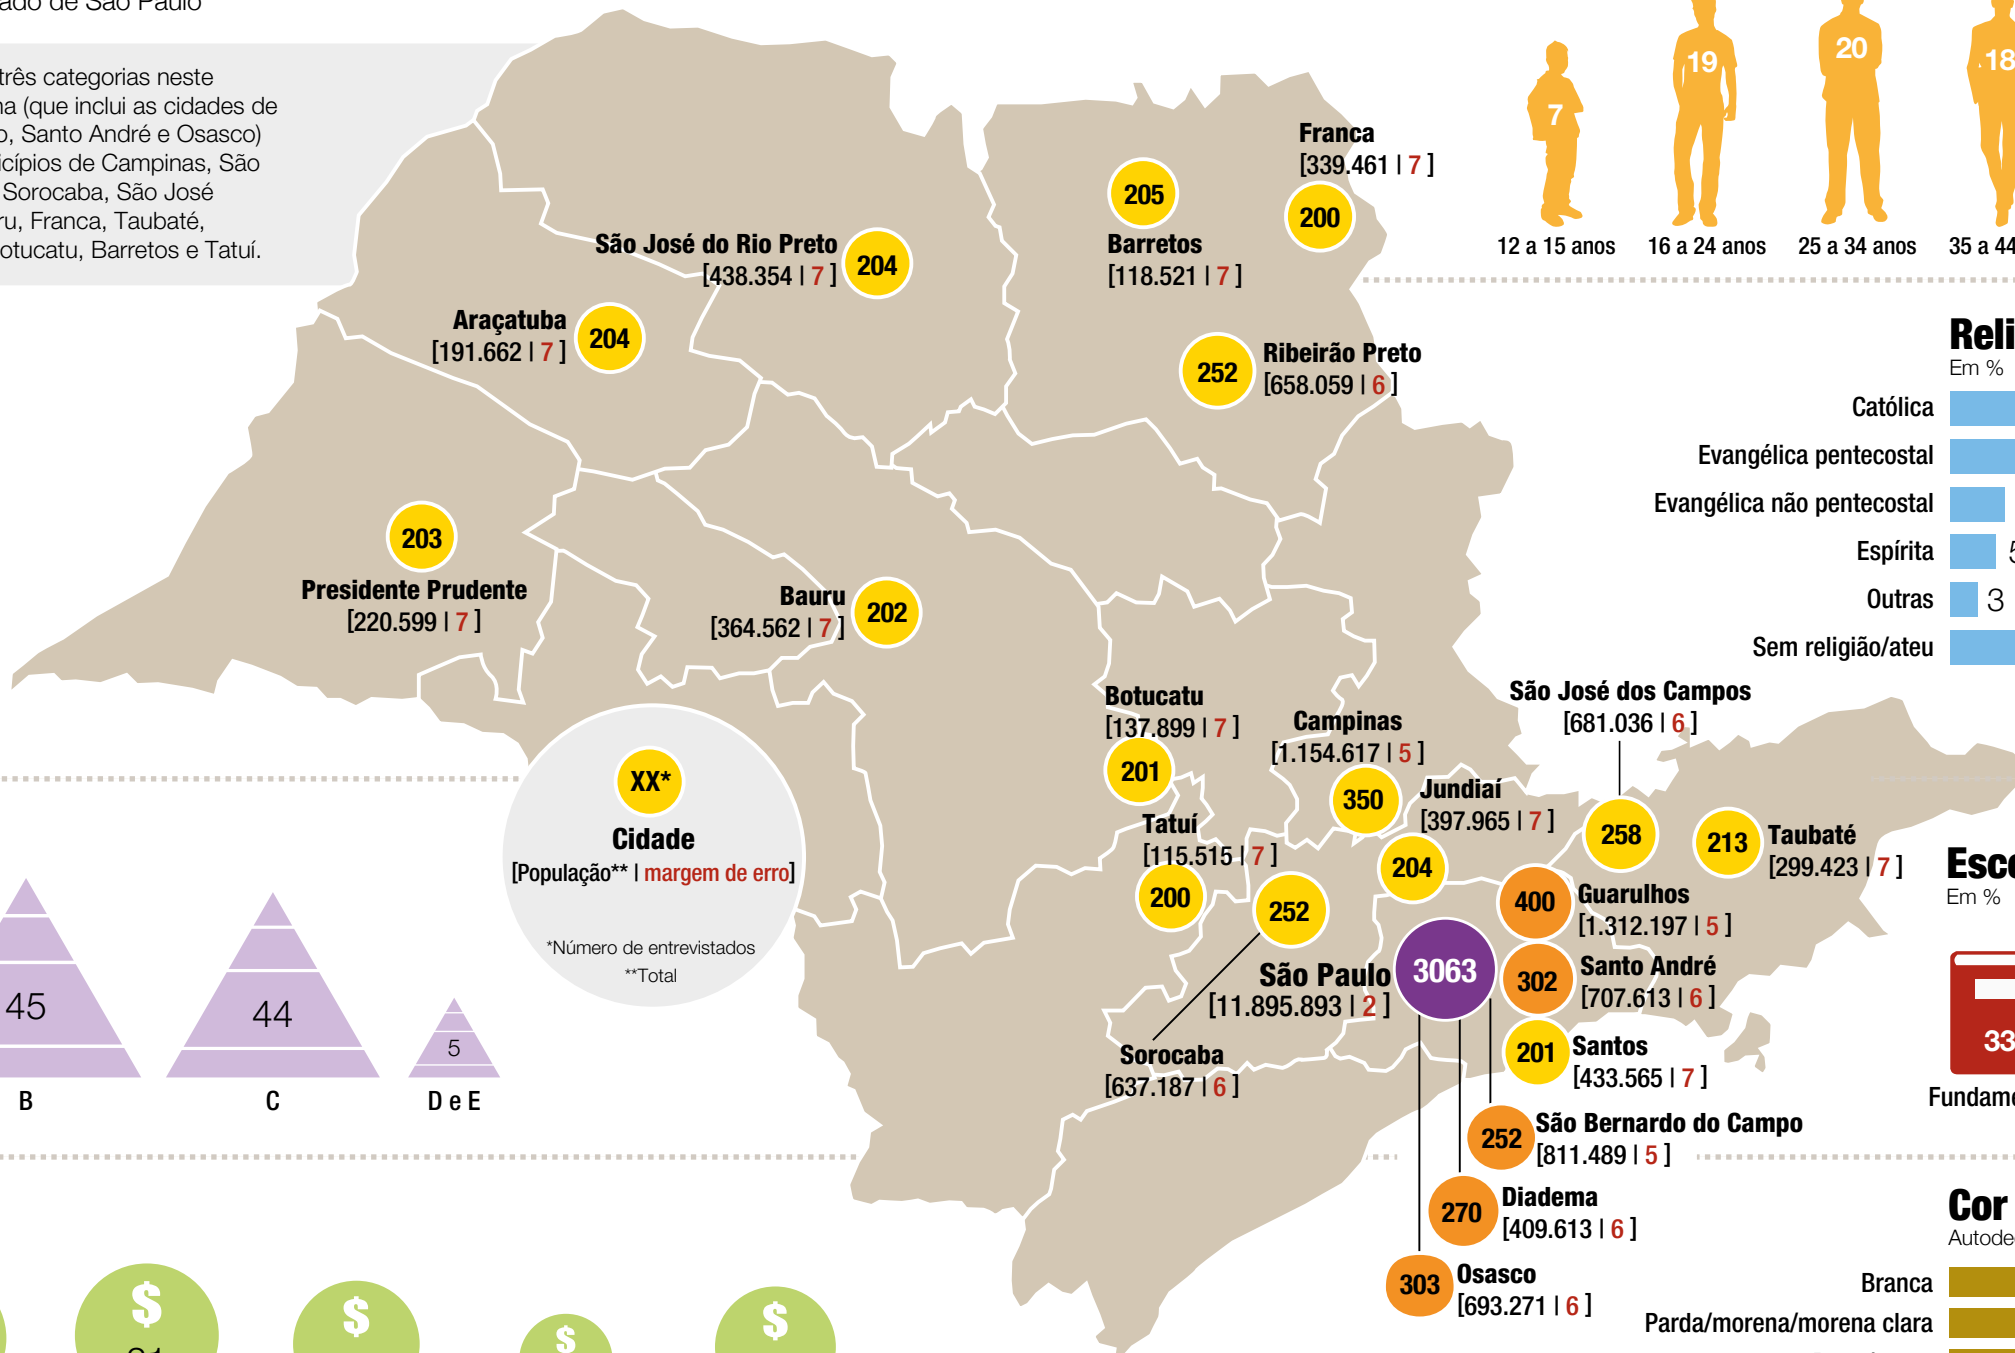 ado de São Paulo
três categorias neste
na (que inclui as cidades de
o, Santo André e Osasco)
icípios de Campinas, São
Sorocaba, São José
ru, Franca, Taubaté,
otucatu, Barretos e Tatuí.
7
19
20
18
12 a 15 anos
16 a 24 anos
25 a 34 anos
35 a 44
Franca
[339.461 | 7 ]
200
205
Barretos
[118.521 | 7 ]
São José do Rio Preto
[438.354 | 7 ]
204
Araçatuba
[191.662 | 7 ]
204
252
Ribeirão Preto
[658.059 | 6 ]
Reli
Em %
Católica
Evangélica pentecostal
Evangélica não pentecostal
Espírita
5
Outras
3
Sem religião/ateu
203
Presidente Prudente
[220.599 | 7 ]
Bauru
[364.562 | 7 ]
202
Botucatu
[137.899 | 7 ]
201
Campinas
[1.154.617 | 5 ]
350
São José dos Campos
[681.036 | 6 ]
258
Jundiaí
[397.965 | 7 ]
204
213
Taubaté
[299.423 | 7 ]
Tatuí
[115.515 | 7 ]
200
252
Sorocaba
[637.187 | 6 ]
XX*
Cidade
[População** | margem de erro]
*Número de entrevistados
**Total
400
Guarulhos
[1.312.197 | 5 ]
São Paulo
[11.895.893 | 2 ]
3063
302
Santo André
[707.613 | 6 ]
201
Santos
[433.565 | 7 ]
252
São Bernardo do Campo
[811.489 | 5 ]
270
Diadema
[409.613 | 6 ]
303
Osasco
[693.271 | 6 ]
45
44
5
B
C
D e E
Esco
Em %
33
Fundame
Cor
Autode
Branca
Parda/morena/morena clara
$
$
$
$